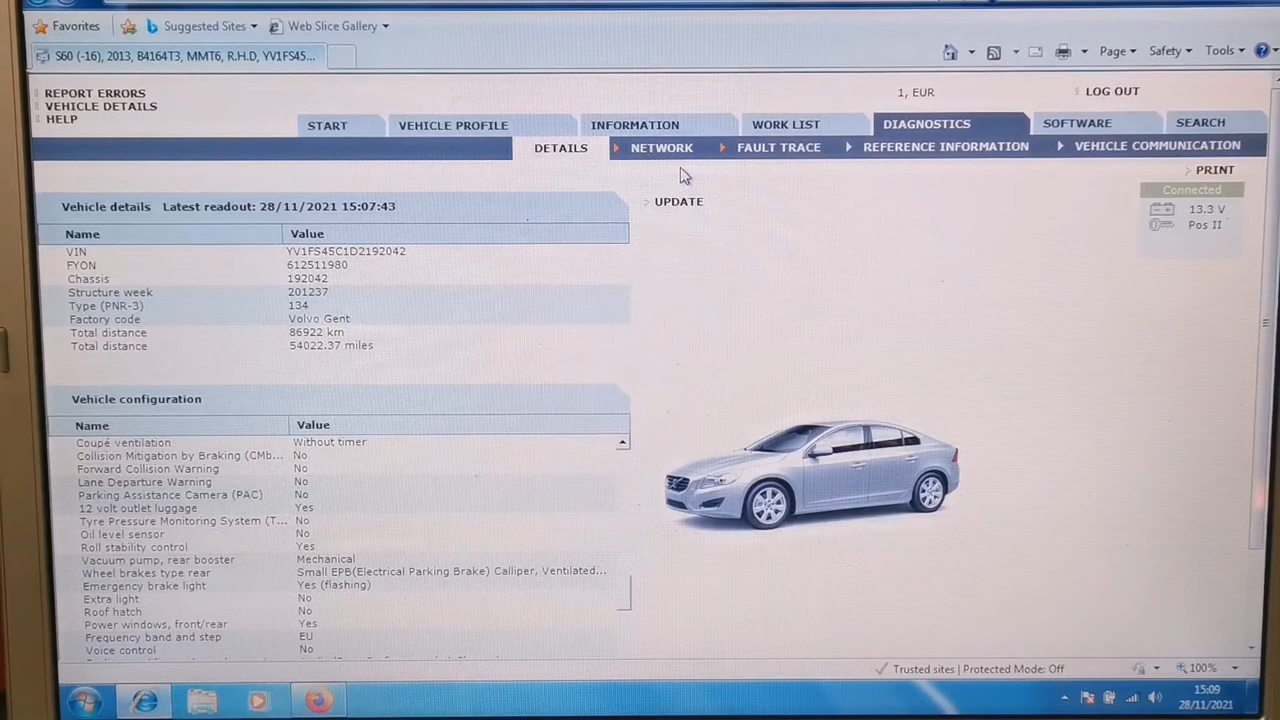 Favorites Suggested Sites Web Slice Gallery
S60 (-16), 2013, B4164T3, MMT6, R.H.D, YV1FS45...
Page Safety Tools
REPORT ERRORS
VEHICLE DETAILS
HELP
1, EUR
LOG OUT
START VEHICLE PROFILE INFORMATION WORK LIST DIAGNOSTICS SOFTWARE SEARCH
DETAILS NETWORK FAULT TRACE REFERENCE INFORMATION VEHICLE COMMUNICATION
PRINT
Connected
13.3 V
Pos II
UPDATE
Vehicle details Latest readout: 28/11/2021 15:07:43
Name Value
VIN YV1FS45C1D2192042
FYON 612511980
Chassis 192042
Structure week 201237
Type (PNR-3) 134
Factory code Volvo Gent
Total distance 86922 km
Total distance 54022.37 miles
Vehicle configuration
Name Value
Coupé ventilation Without timer
Collision Mitigation by Braking (CMb... No
Forward Collision Warning No
Lane Departure Warning No
Parking Assistance Camera (PAC) No
12 volt outlet luggage Yes
Tyre Pressure Monitoring System (T... No
Oil level sensor No
Roll stability control Yes
Vacuum pump, rear booster Mechanical
Wheel brakes type rear Small EPB(Electrical Parking Brake) Calliper, Ventilated...
Emergency brake light Yes (flashing)
Extra light No
Roof hatch No
Power windows, front/rear Yes
Frequency band and step EU
Voice control No
Trusted sites | Protected Mode: Off
100%
15:09
28/11/2021